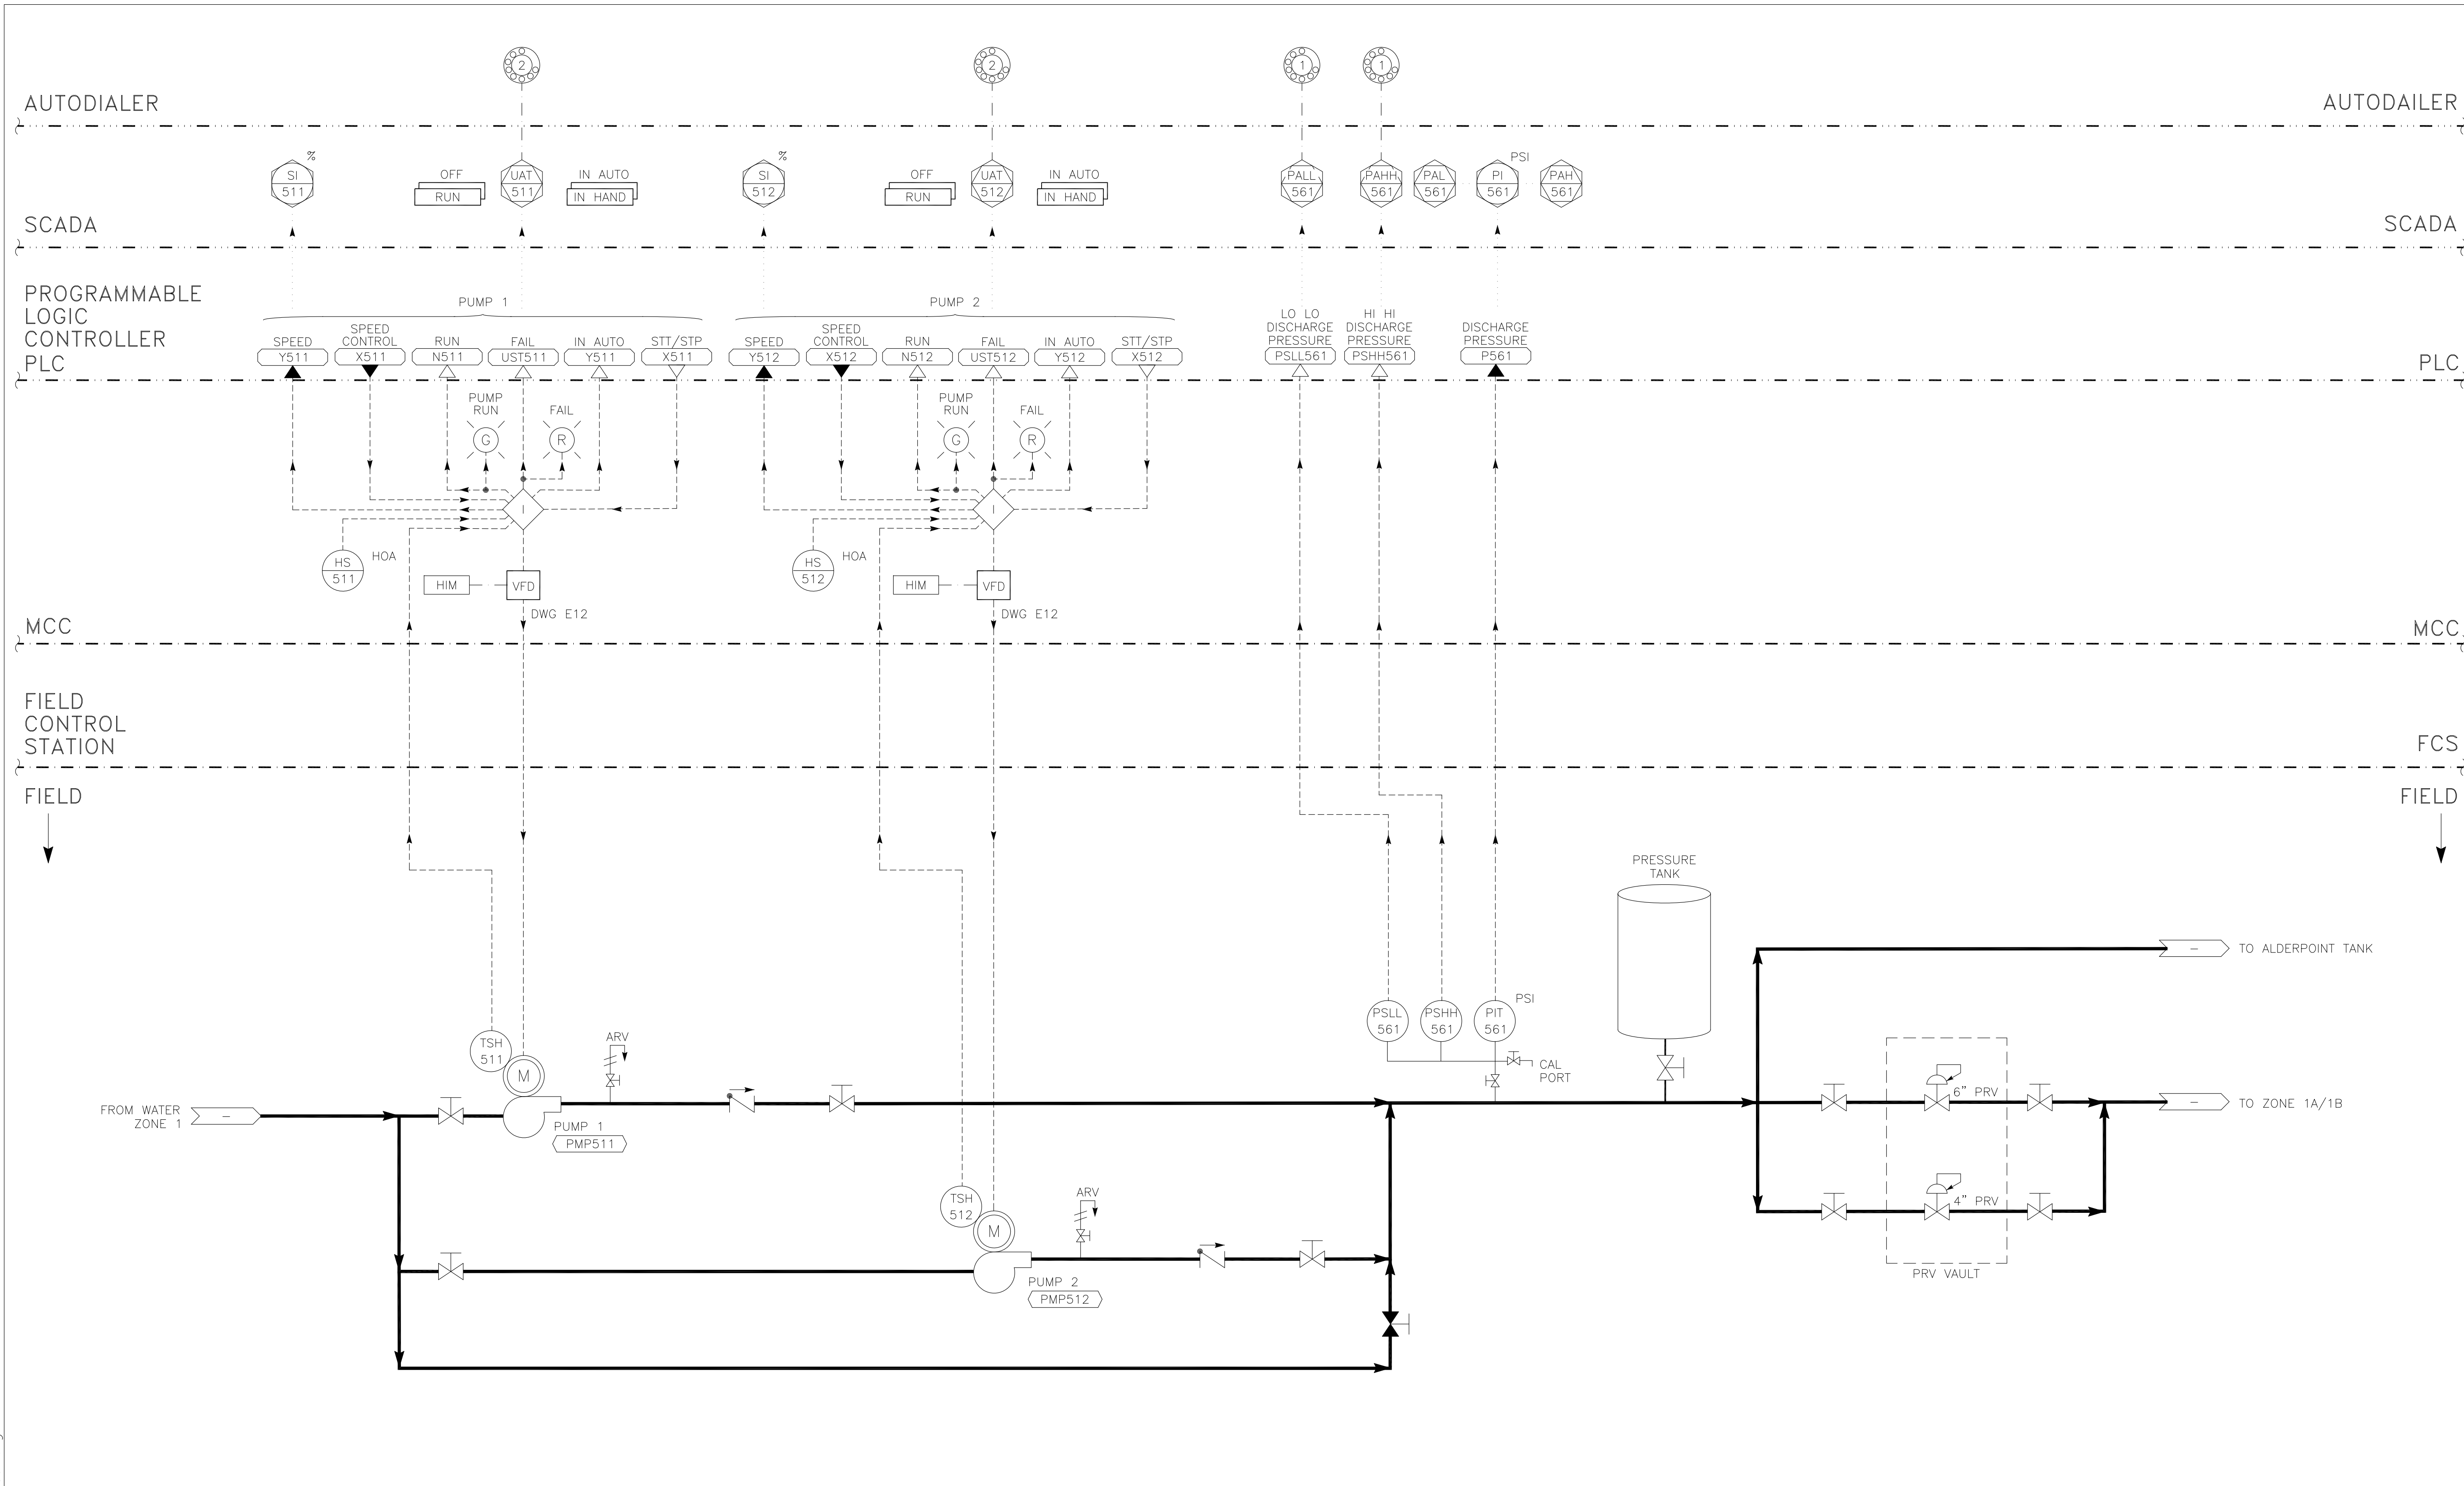 2
2
1
1
AUTODIALER
AUTODAILER
%
SI
511
OFF
RUN
UAT
511
IN AUTO
IN HAND
%
SI
512
OFF
RUN
UAT
512
IN AUTO
IN HAND
PALL
561
PAHH
561
PAL
561
PSI
PI
561
PAH
561
SCADA
SCADA
PROGRAMMABLE
LOGIC
CONTROLLER
PLC
PUMP 1
SPEED
Y511
SPEED
CONTROL
X511
RUN
N511
FAIL
UST511
IN AUTO
Y511
STT/STP
X511
PUMP 2
SPEED
Y512
SPEED
CONTROL
X512
RUN
N512
FAIL
UST512
IN AUTO
Y512
STT/STP
X512
LO LO
DISCHARGE
PRESSURE
PSLL561
HI HI
DISCHARGE
PRESSURE
PSHH561
DISCHARGE
PRESSURE
P561
PLC
PUMP
RUN
G
FAIL
R
PUMP
RUN
G
FAIL
R
I
I
HS
511
HOA
HIM
VFD
DWG E12
HS
512
HOA
HIM
VFD
DWG E12
MCC
MCC
FIELD
CONTROL
STATION
FCS
FIELD
FIELD
PRESSURE
TANK
TO ALDERPOINT TANK
PSLL
561
PSHH
561
PIT
561
PSI
CAL
PORT
TSH
511
M
ARV
FROM WATER
ZONE 1
PUMP 1
PMP511
6" PRV
TO ZONE 1A/1B
TSH
512
M
ARV
4" PRV
PUMP 2
PMP512
PRV VAULT